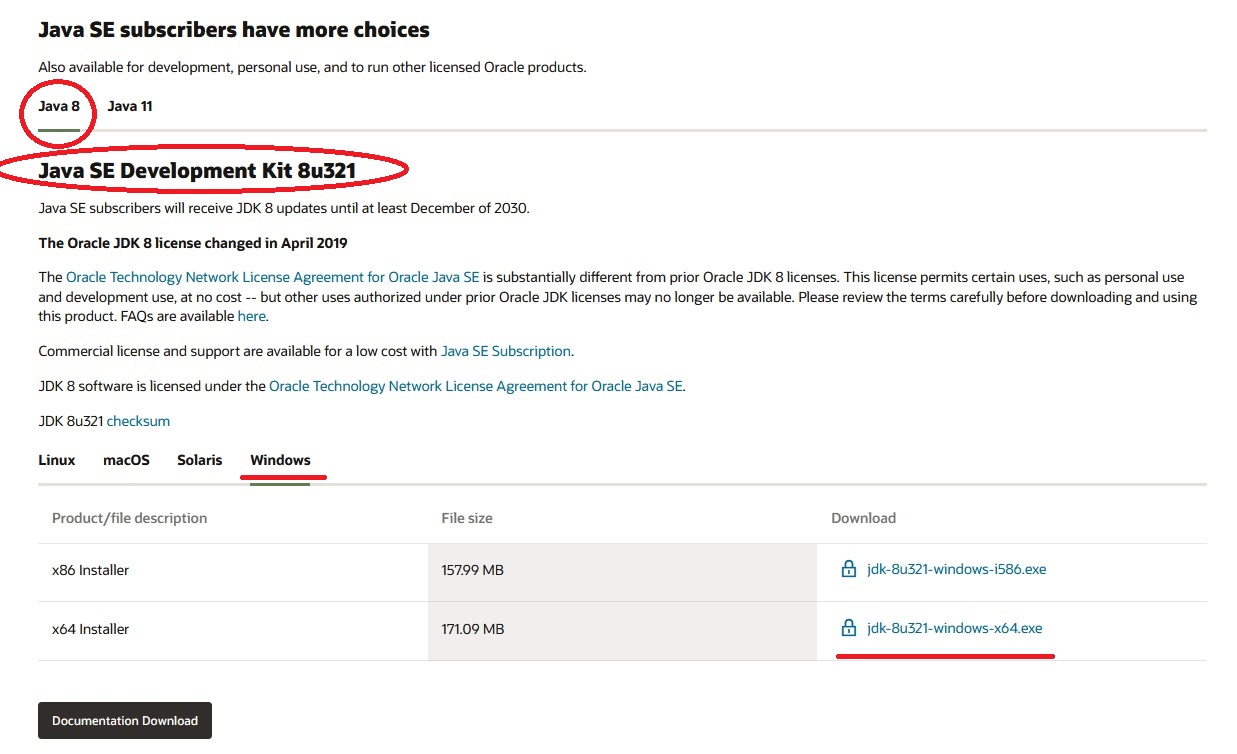 Java SE subscribers have more choices
Also available for development, personal use, and to run other licensed Oracle products.
Java 8 Java 11
Java SE Development Kit 8u321
Java SE subscribers will receive JDK 8 updates until at least December of 2030.
The Oracle JDK 8 license changed in April 2019
The Oracle Technology Network License Agreement for Oracle Java SE is substantially different from prior Oracle JDK 8 licenses. This license permits certain uses, such as personal use
and development use, at no cost -- but other uses authorized under prior Oracle JDK licenses may no longer be available. Please review the terms carefully before downloading and using
this product. FAQs are available here.
Commercial license and support are available for a low cost with Java SE Subscription.
JDK 8 software is licensed under the Oracle Technology Network License Agreement for Oracle Java SE.
JDK 8u321 checksum
Linux macOS Solaris Windows
Product/file description File size Download
x86 Installer 157.99 MB jdk-8u321-windows-i586.exe
x64 Installer 171.09 MB jdk-8u321-windows-x64.exe
Documentation Download